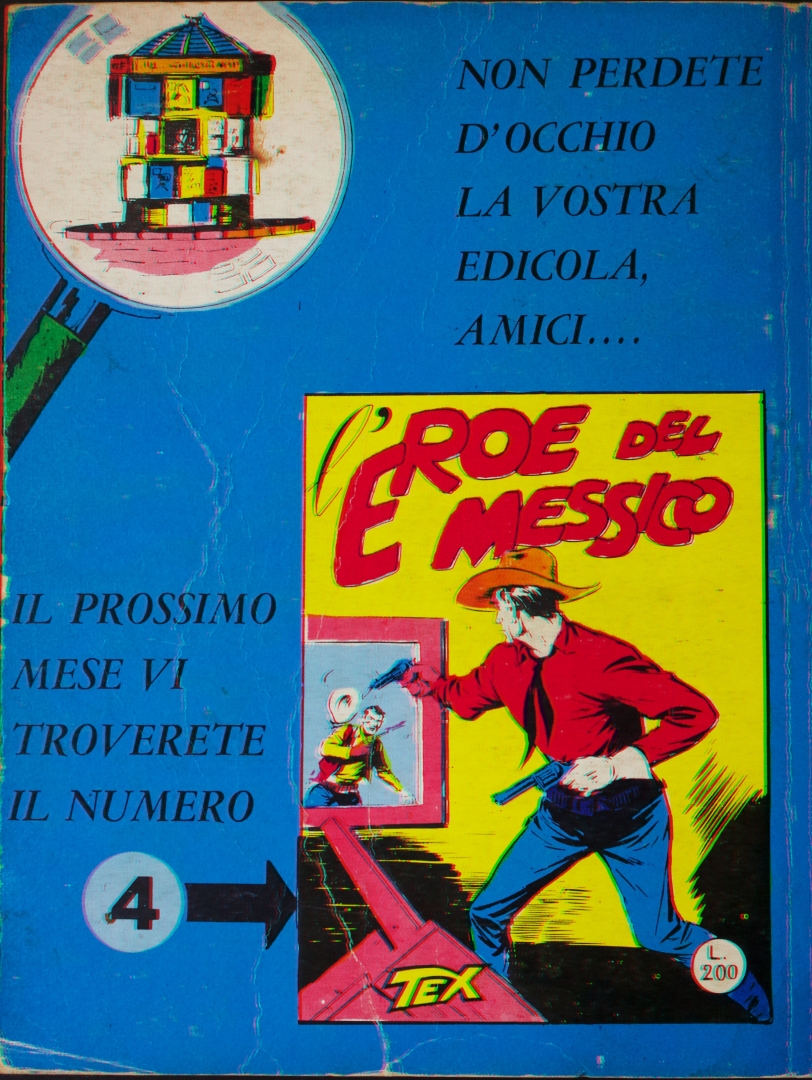 NON PERDETE
D'OCCHIO
LA VOSTRA
EDICOLA,
AMICI....
l'EROE DEL
MESSICO
IL PROSSIMO
MESE VI
TROVERETE
IL NUMERO
4
L.
200
TEX